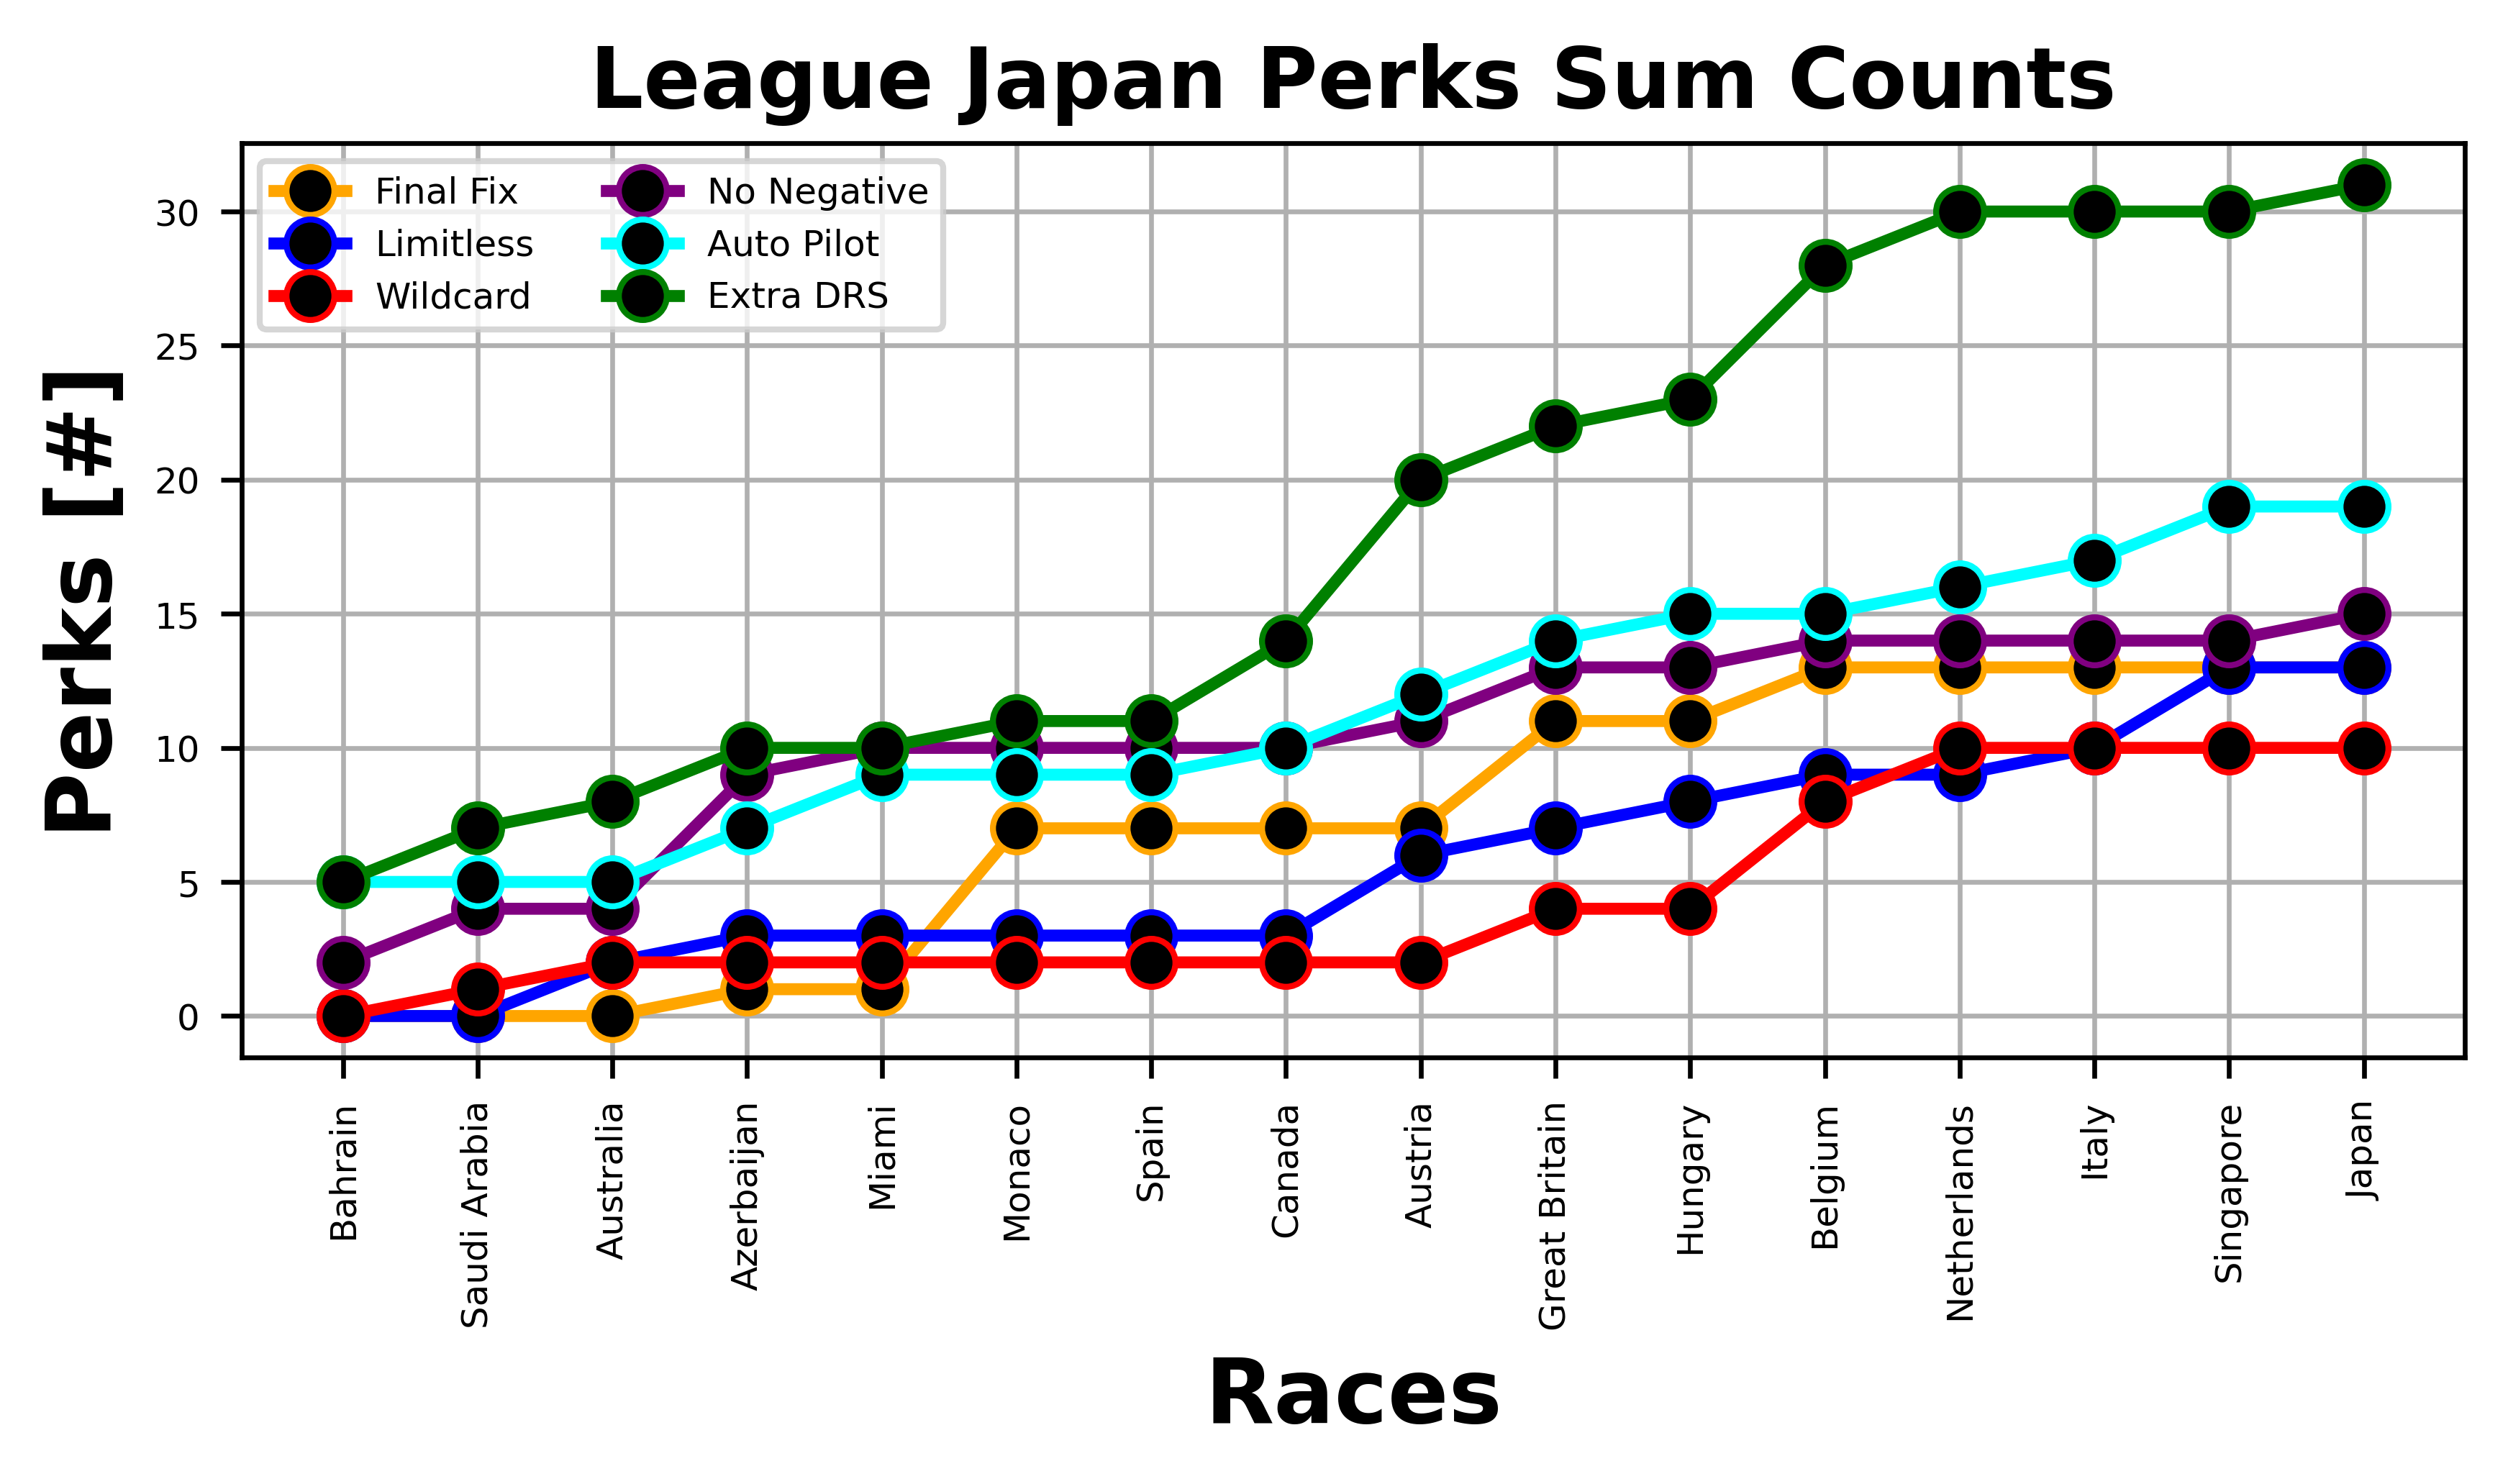 League Japan Perks Sum Counts
Final Fix
Limitless
Wildcard
No Negative
Auto Pilot
Extra DRS
Perks [#]
30
25
20
15
10
5
0
Bahrain
Saudi Arabia
Australia
Azerbaijan
Miami
Monaco
Spain
Canada
Austria
Great Britain
Hungary
Belgium
Netherlands
Italy
Singapore
Japan
Races